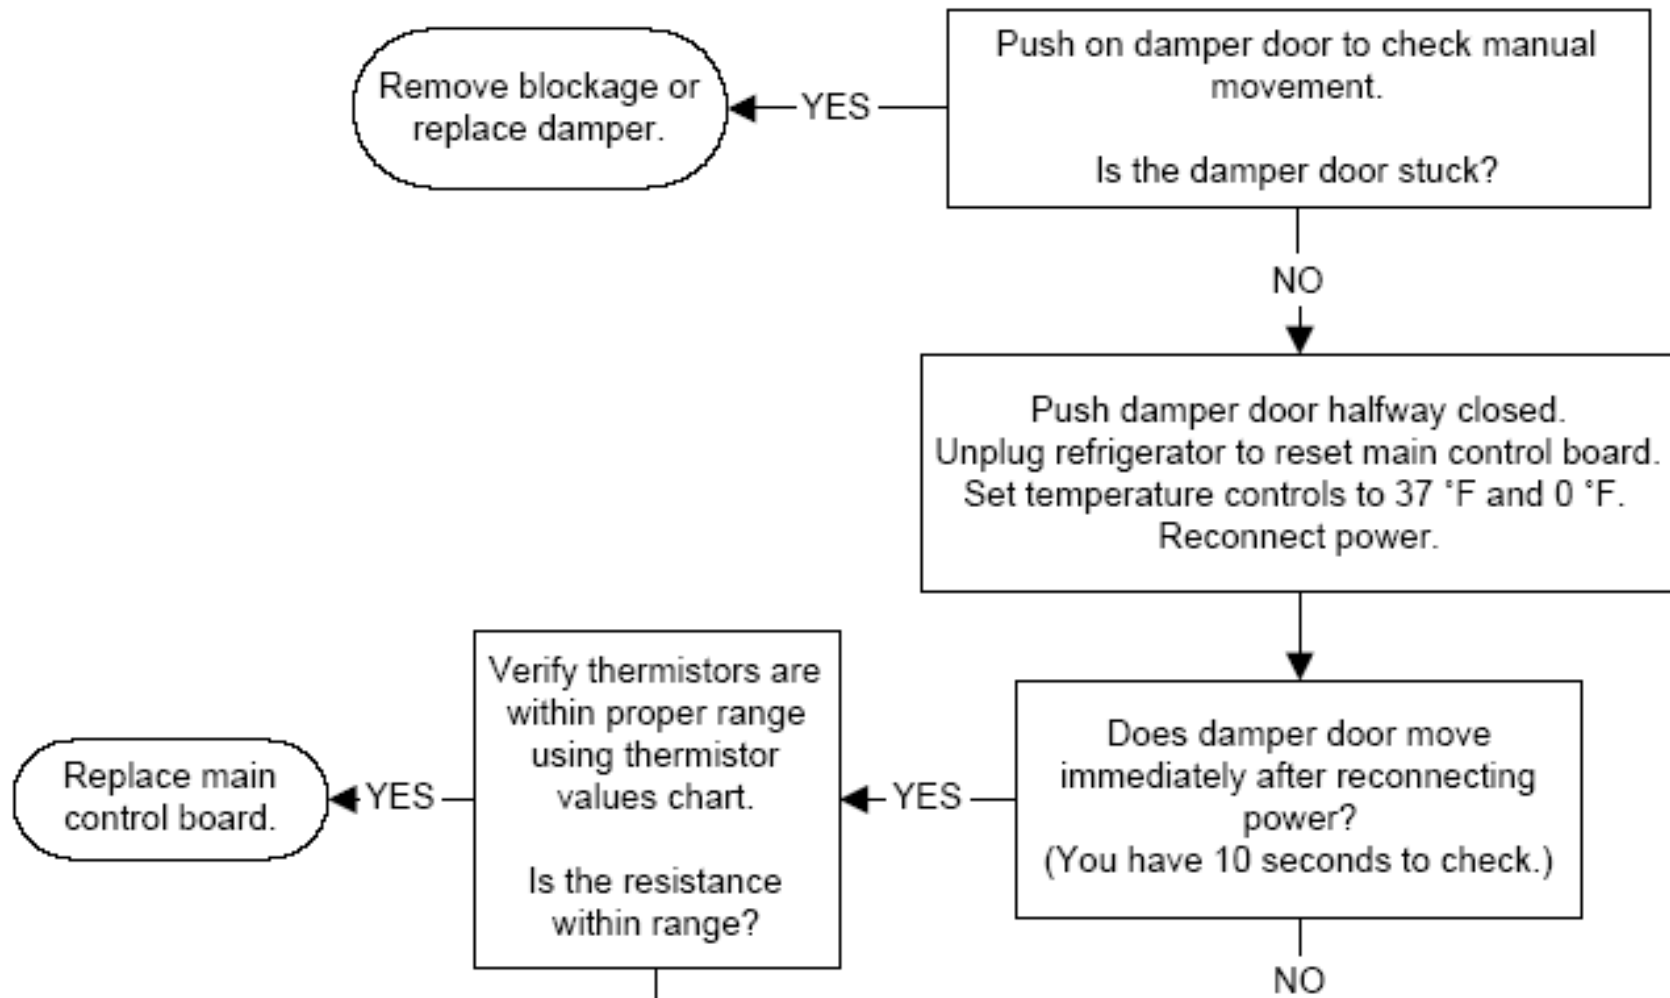 Push on damper door to check manual
movement.
Is the damper door stuck?
YES
Remove blockage or
replace damper.
NO
Push damper door halfway closed.
Unplug refrigerator to reset main control board.
Set temperature controls to 37 °F and 0 °F.
Reconnect power.
Does damper door move
immediately after reconnecting
power?
(You have 10 seconds to check.)
YES
Verify thermistors are
within proper range
using thermistor
values chart.
Is the resistance
within range?
YES
Replace main
control board.
NO